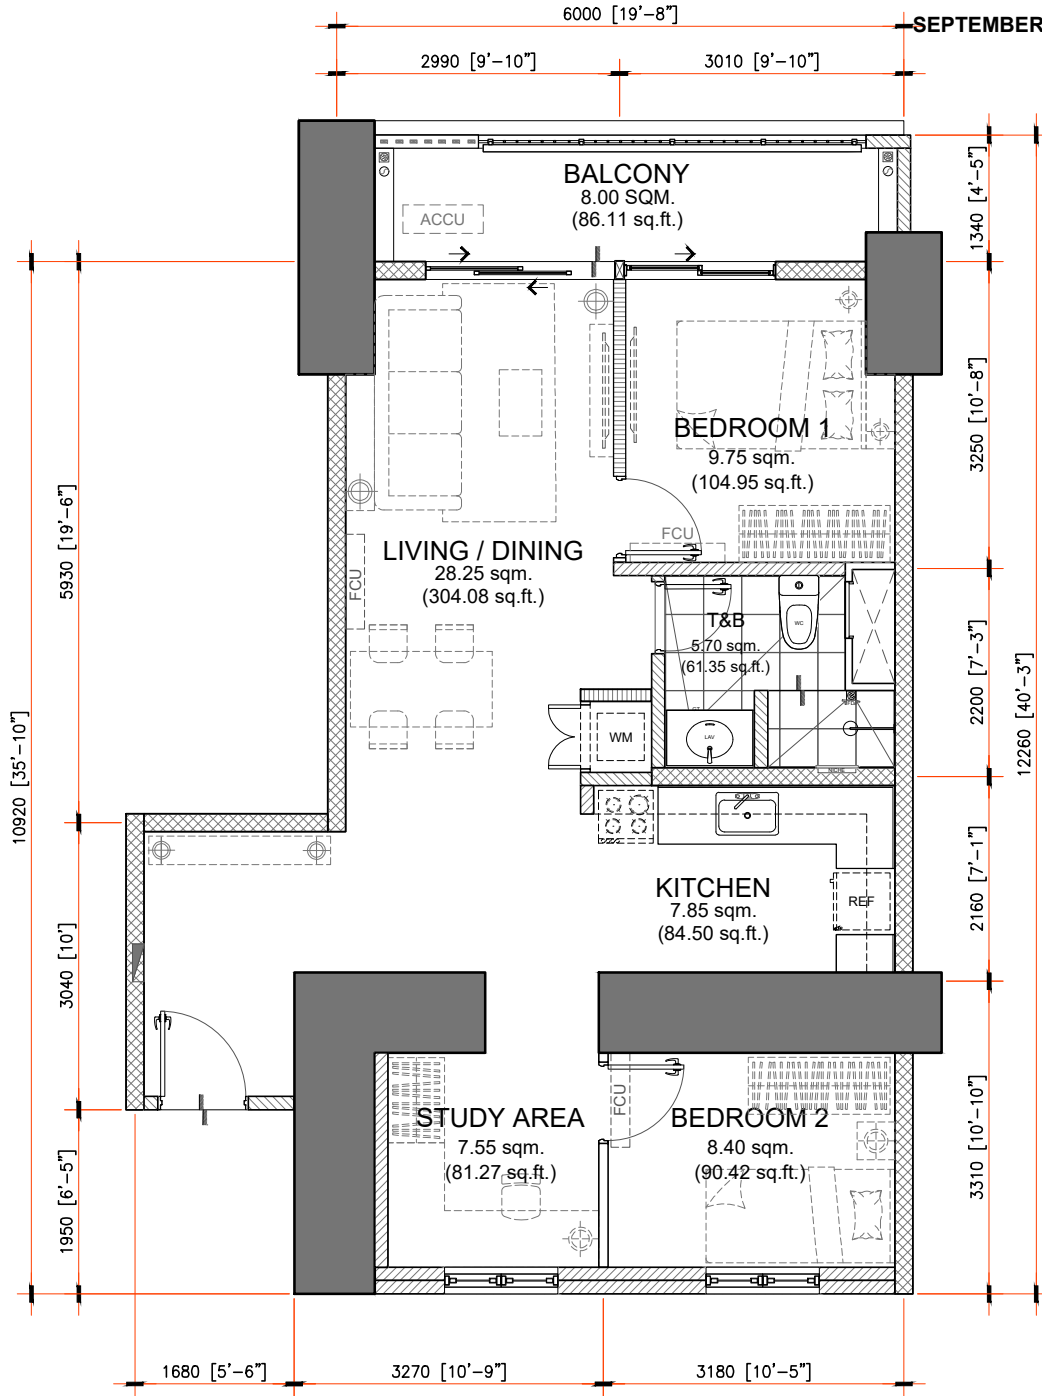 6000 [19'-8"]
SEPTEMBER
2990 [9'-10"]
3010 [9'-10"]
BALCONY
8.00 SQM.
(86.11 sq.ft.)
ACCU
1340 [4'-5"]
BEDROOM 1
9.75 sqm.
(104.95 sq.ft.)
FCU
3250 [10'-8"]
5930 [19'-6"]
LIVING / DINING
28.25 sqm.
(304.08 sq.ft.)
FCU
T&B
5.70 sqm.
(61.35 sq.ft.)
WC
2200 [7'-3"]
12260 [40'-3"]
10920 [35'-10"]
WM
LAV
NICHE
KITCHEN
7.85 sqm.
(84.50 sq.ft.)
REF
2160 [7'-1"]
3040 [10']
STUDY AREA
7.55 sqm.
(81.27 sq.ft.)
FCU
BEDROOM 2
8.40 sqm.
(90.42 sq.ft.)
3310 [10'-10"]
1950 [6'-5"]
1680 [5'-6"]
3270 [10'-9"]
3180 [10'-5"]